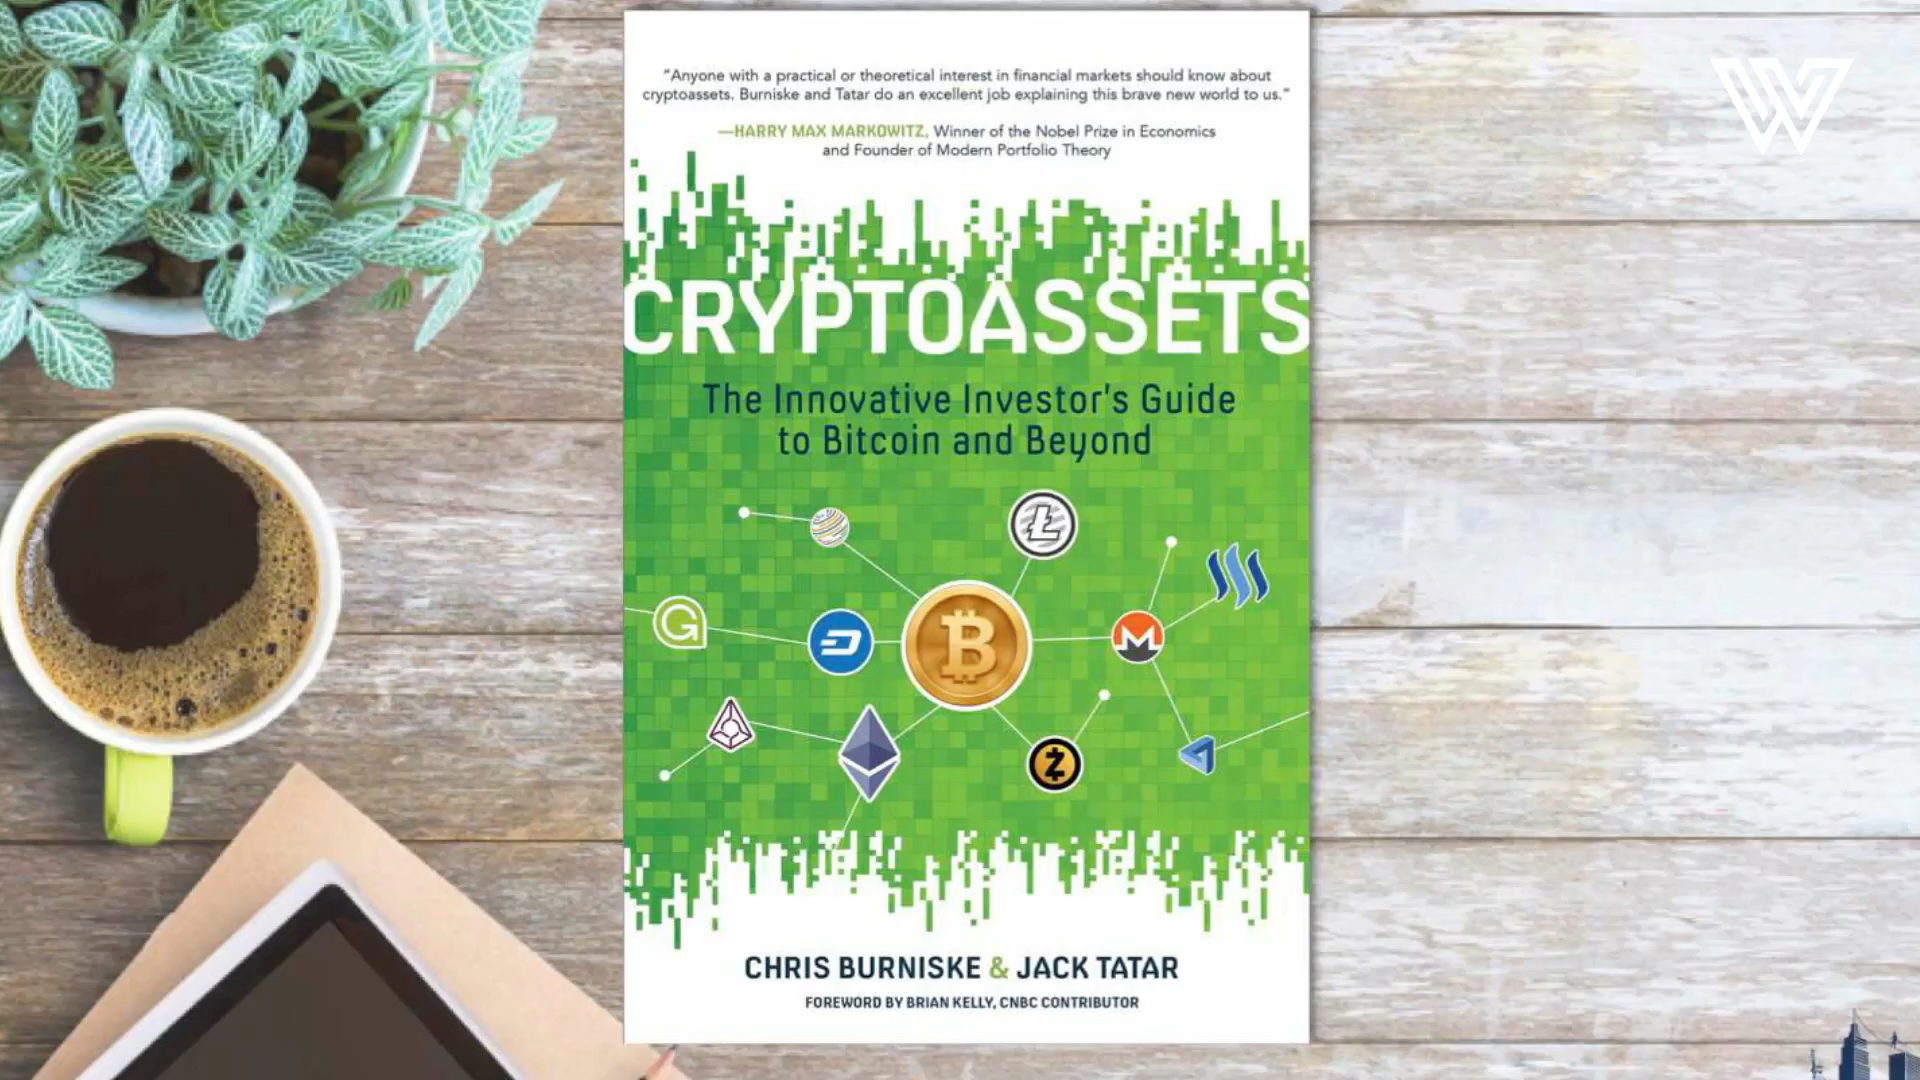 "Anyone with a practical or theoretical interest in financial markets should know about
cryptoassets. Burniske and Tatar do an excellent job explaining this brave new world to us."
—HARRY MAX MARKOWITZ, Winner of the Nobel Prize in Economics
and Founder of Modern Portfolio Theory
CRYPTOASSETS
The Innovative Investor's Guide
to Bitcoin and Beyond
CHRIS BURNISKE & JACK TATAR
FOREWORD BY BRIAN KELLY, CNBC CONTRIBUTOR